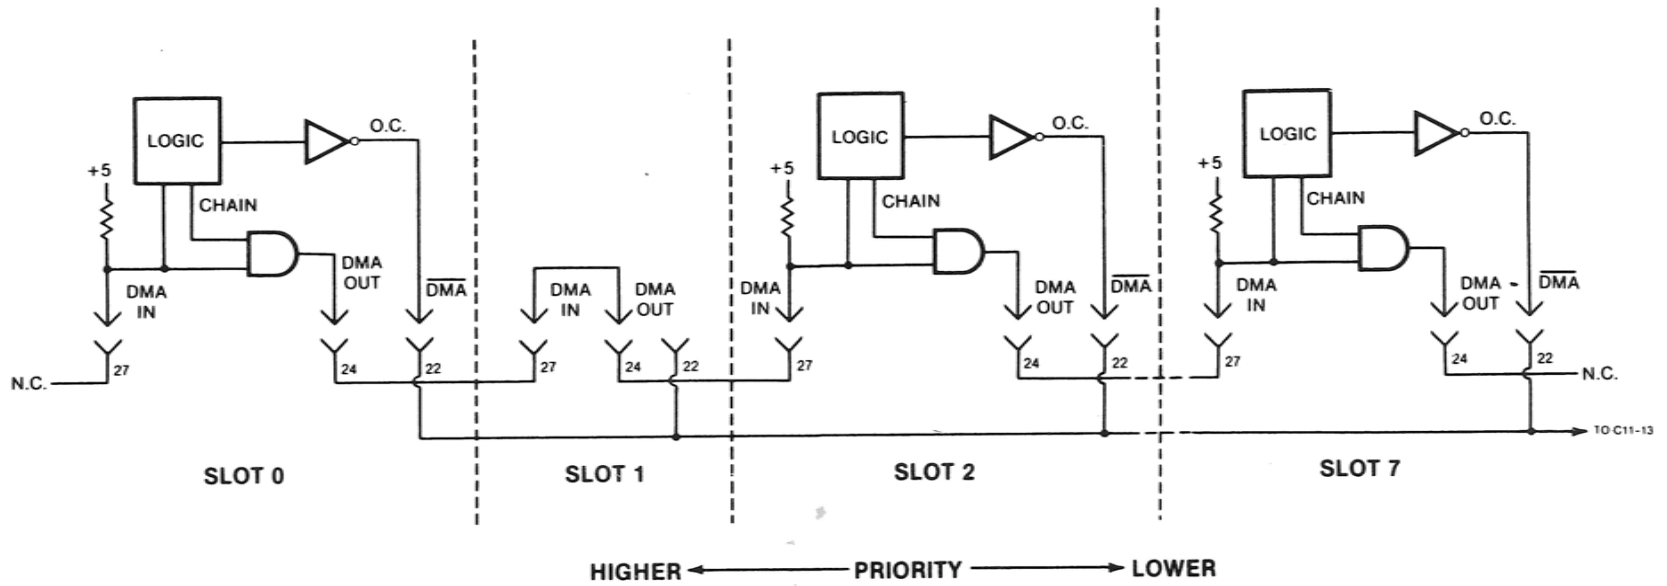 LOGIC
O.C.
+5
CHAIN
DMA
IN
DMA
OUT
DMA
N.C.
27
24
22
SLOT 0
DMA
IN
DMA
OUT
27
24
22
SLOT 1
LOGIC
O.C.
+5
CHAIN
DMA
IN
DMA
OUT
DMA
27
24
22
SLOT 2
LOGIC
O.C.
+5
CHAIN
DMA
IN
DMA
OUT
DMA
27
24
22
N.C.
TO C11-13
SLOT 7
HIGHER PRIORITY LOWER